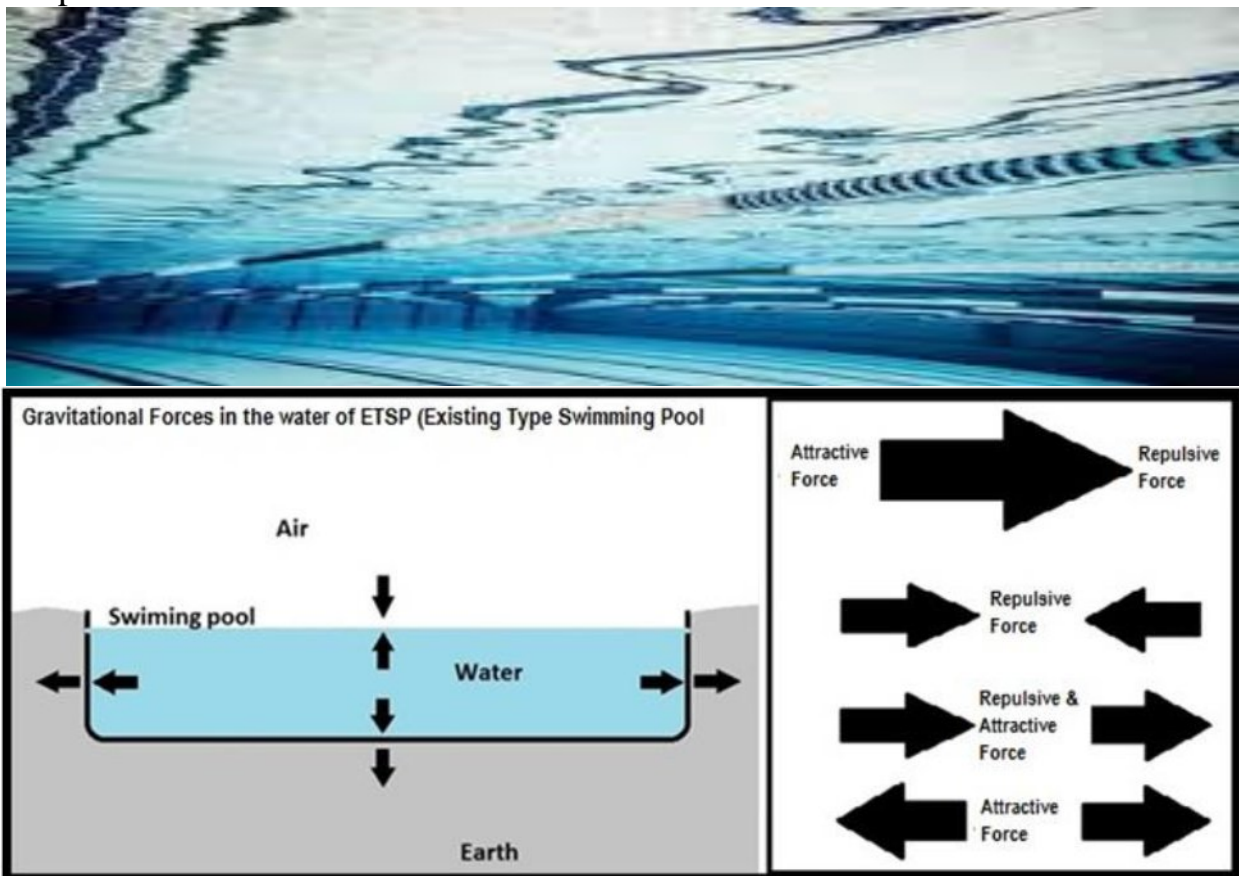 Gravitational Forces in the water of ETSP (Existing Type Swimming Pool
Air
Swiming pool
Water
Earth
Attractive
Force
Repulsive
Force
Repulsive
Force
Repulsive &
Attractive
Force
Attractive
Force